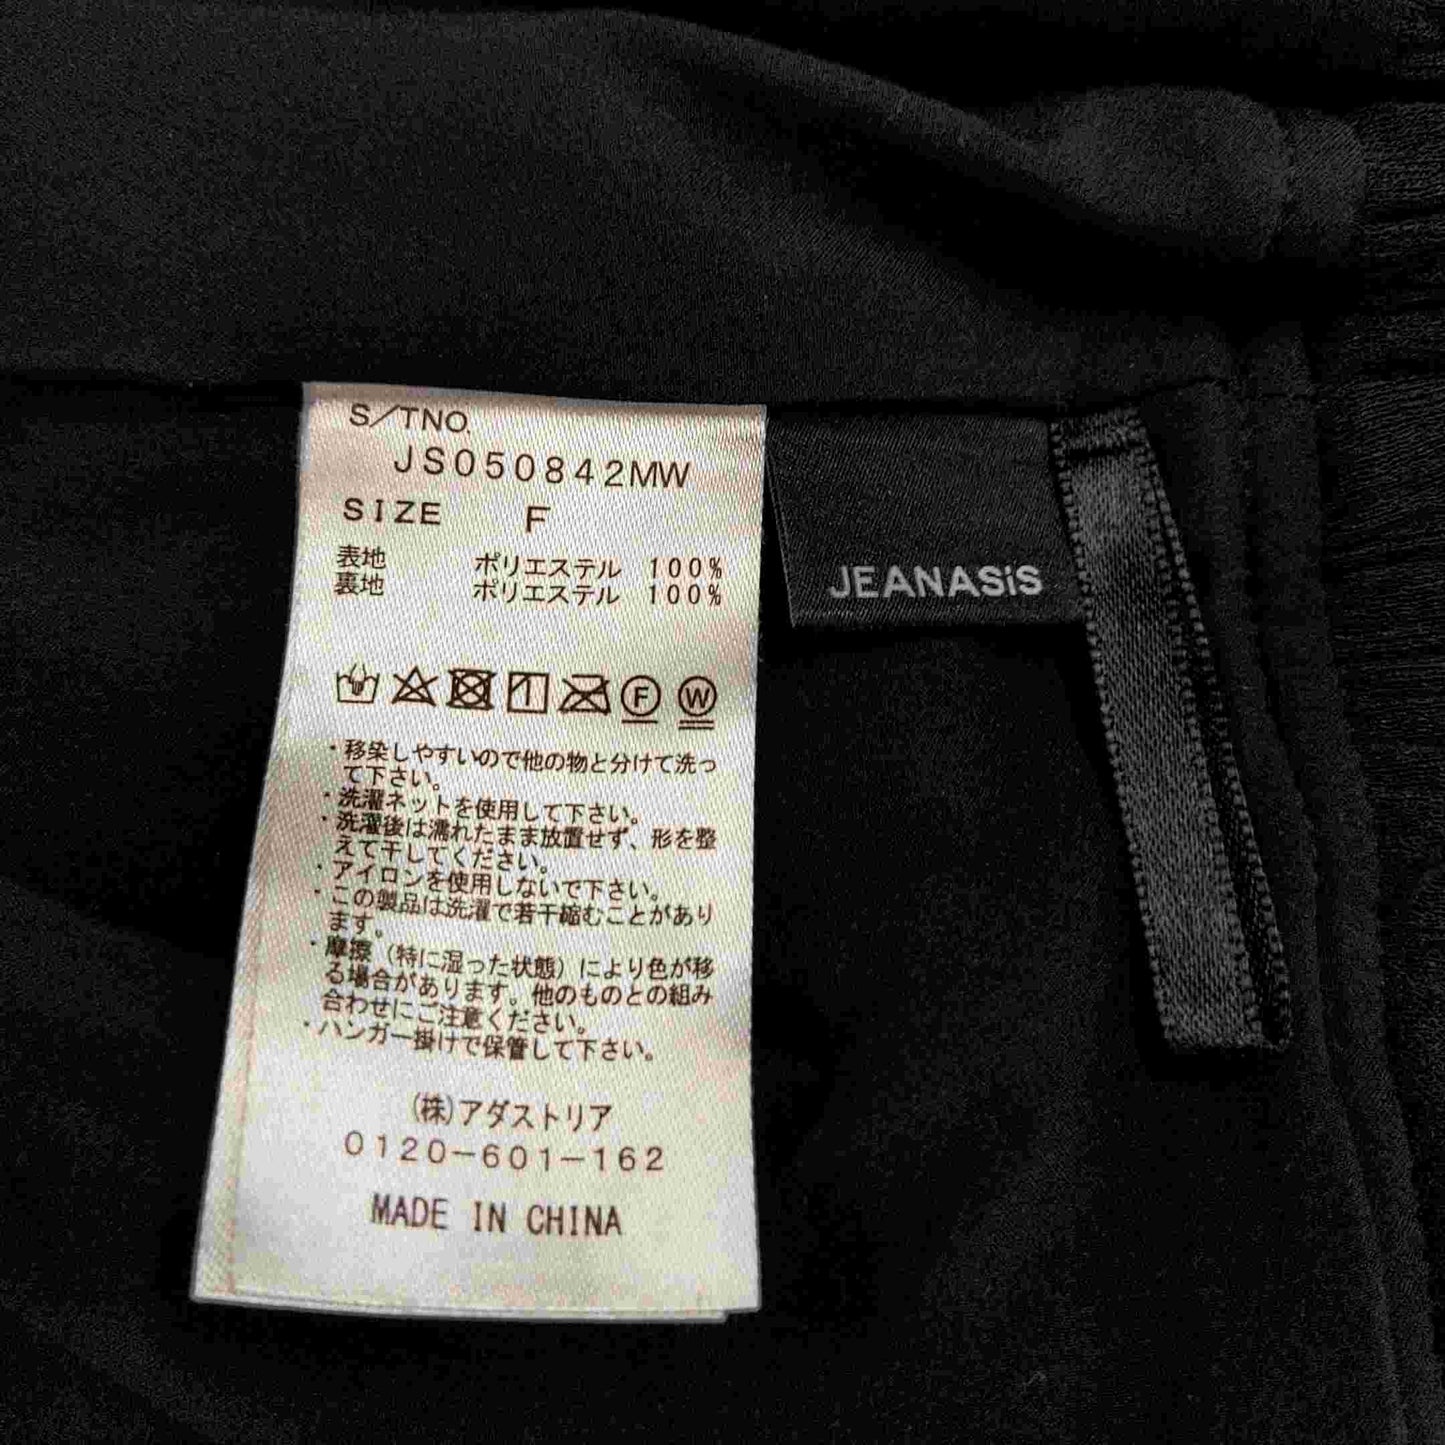 S/TNO.
JS050842MW
SIZE F
表地 ポリエステル 100%
裏地 ポリエステル 100%
F W
・移染しやすいので他の物と分けて洗っ
て下さい。
・洗濯ネットを使用して下さい。
・洗濯後は濡れたまま放置せず、形を整
えて干してください。
・アイロンを使用しないで下さい。
・この製品は洗濯で若干縮むことがあり
ます。
・摩擦（特に湿った状態）により色が移
る場合があります。他のものとの組み
合わせにご注意ください。
・ハンガー掛けで保管して下さい。
(株)アダストリア
0120-601-162
MADE IN CHINA
JEANASiS